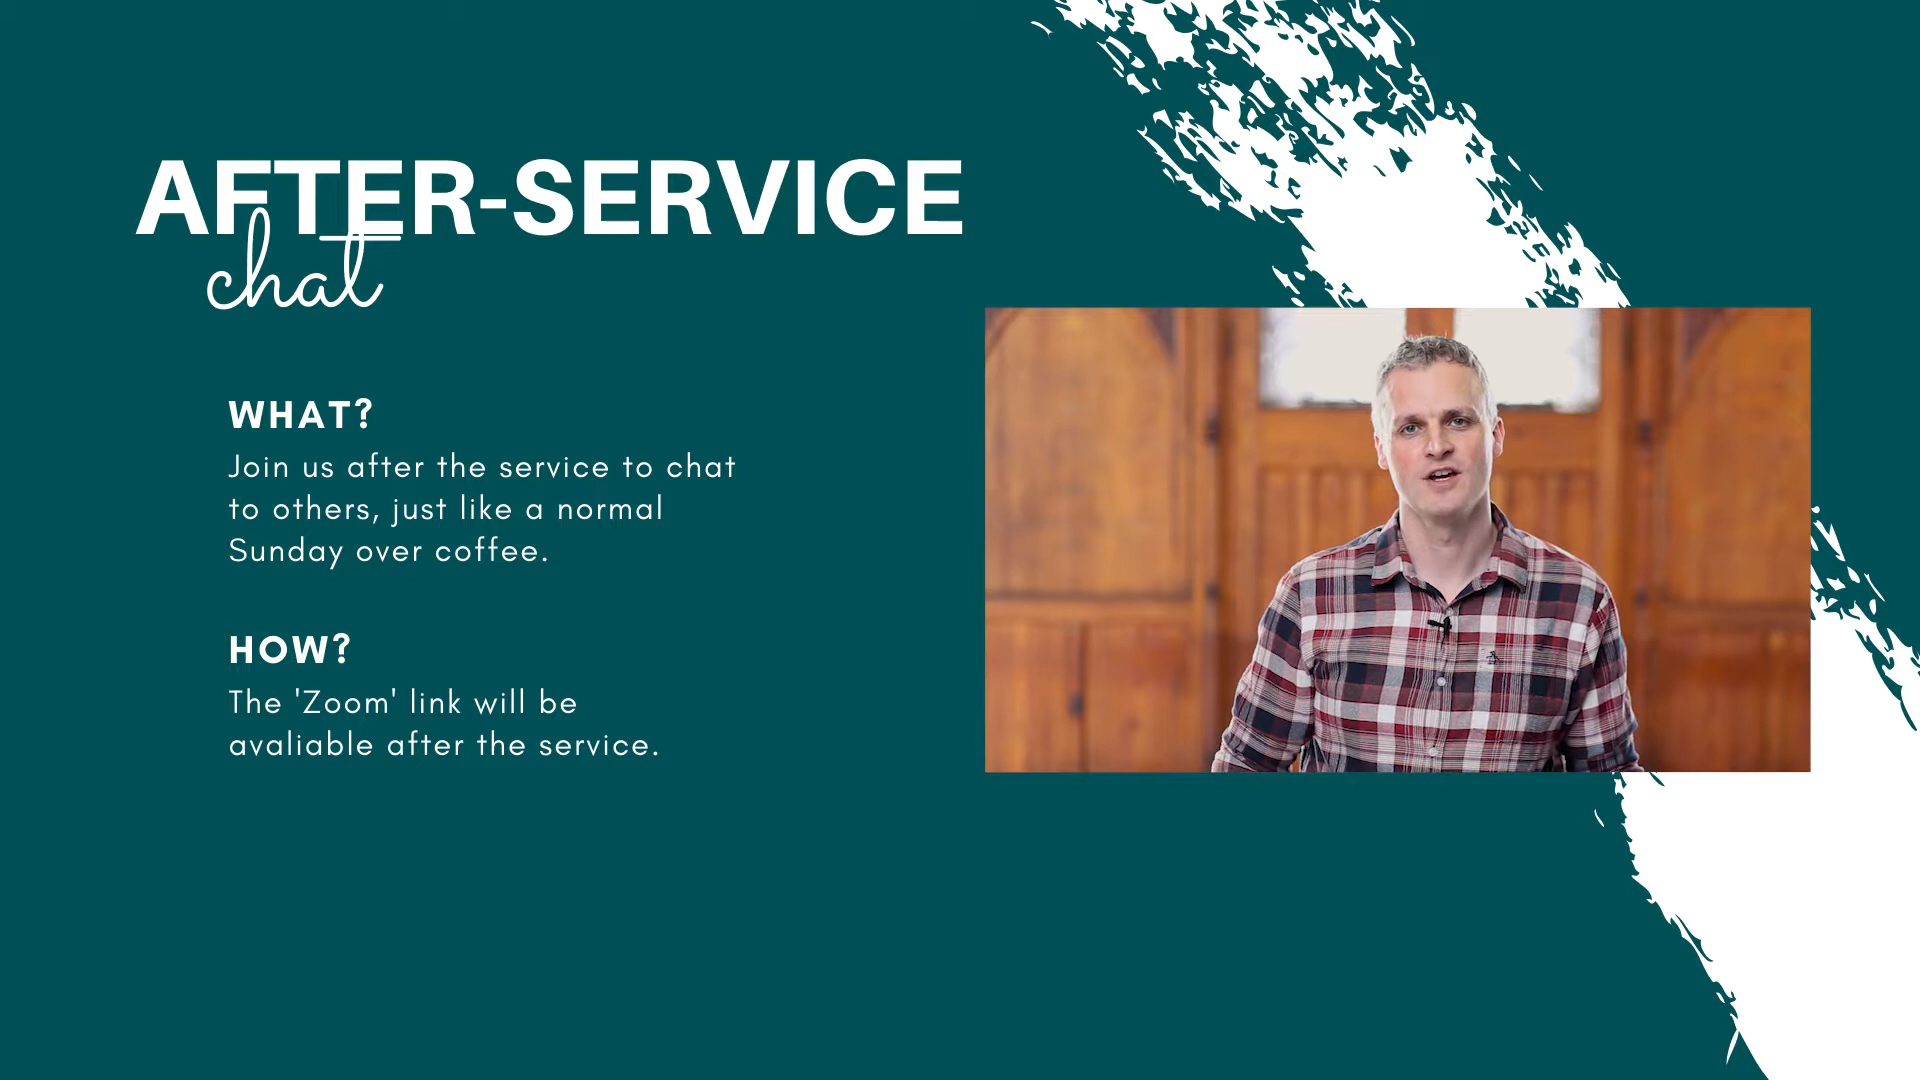 AFTER-SERVICE
chat
WHAT?
Join us after the service to chat
to others, just like a normal
Sunday over coffee.
HOW?
The 'Zoom' link will be
avaliable after the service.